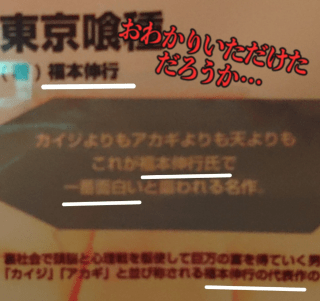 東京喰種
おわかりいただけた
だろうか…
(著) 福本伸行
カイジよりもアカギよりも天よりも
これが福本伸行氏で
一番面白いと謳われる名作。
裏社会で頭脳と心理戦を駆使して巨万の富を得ていく男
「カイジ」「アカギ」と並び称される福本伸行の代表作の